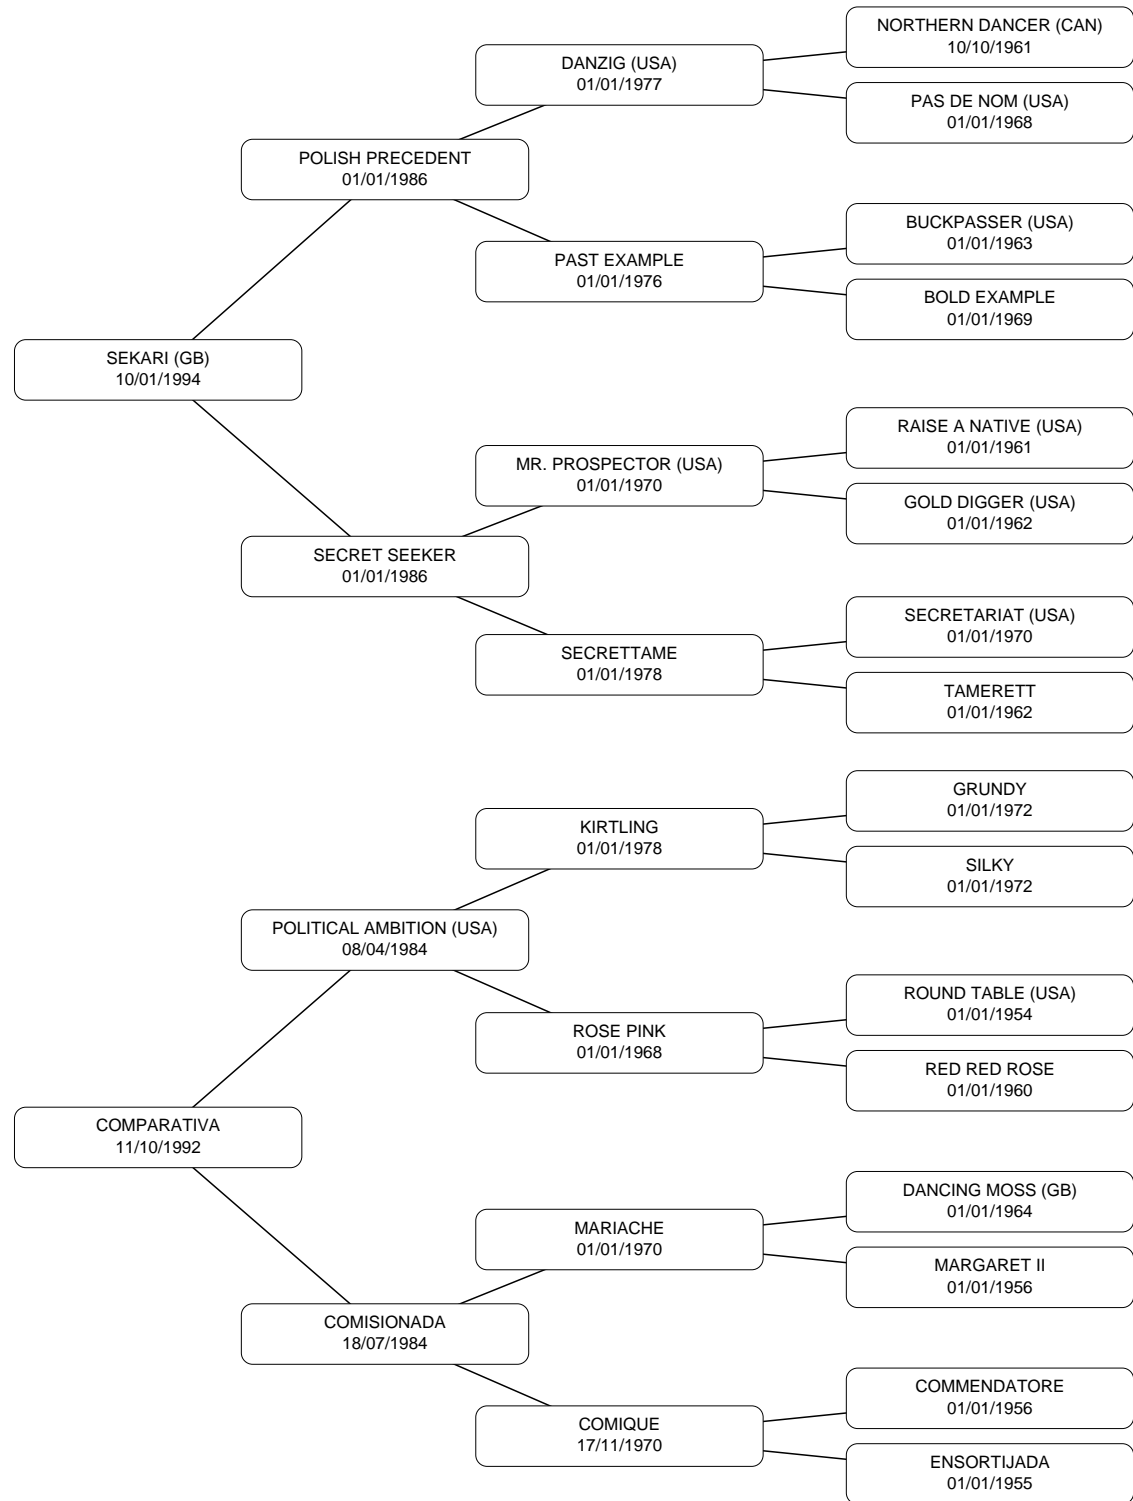 NORTHERN DANCER (CAN)
10/10/1961
DANZIG (USA)
01/01/1977
PAS DE NOM (USA)
01/01/1968
POLISH PRECEDENT
01/01/1986
BUCKPASSER (USA)
01/01/1963
PAST EXAMPLE
01/01/1976
BOLD EXAMPLE
01/01/1969
SEKARI (GB)
10/01/1994
RAISE A NATIVE (USA)
01/01/1961
MR. PROSPECTOR (USA)
01/01/1970
GOLD DIGGER (USA)
01/01/1962
SECRET SEEKER
01/01/1986
SECRETARIAT (USA)
01/01/1970
SECRETTAME
01/01/1978
TAMERETT
01/01/1962
GRUNDY
01/01/1972
KIRTLING
01/01/1978
SILKY
01/01/1972
POLITICAL AMBITION (USA)
08/04/1984
ROUND TABLE (USA)
01/01/1954
ROSE PINK
01/01/1968
RED RED ROSE
01/01/1960
COMPARATIVA
11/10/1992
DANCING MOSS (GB)
01/01/1964
MARIACHE
01/01/1970
MARGARET II
01/01/1956
COMISIONADA
18/07/1984
COMMENDATORE
01/01/1956
COMIQUE
17/11/1970
ENSORTIJADA
01/01/1955